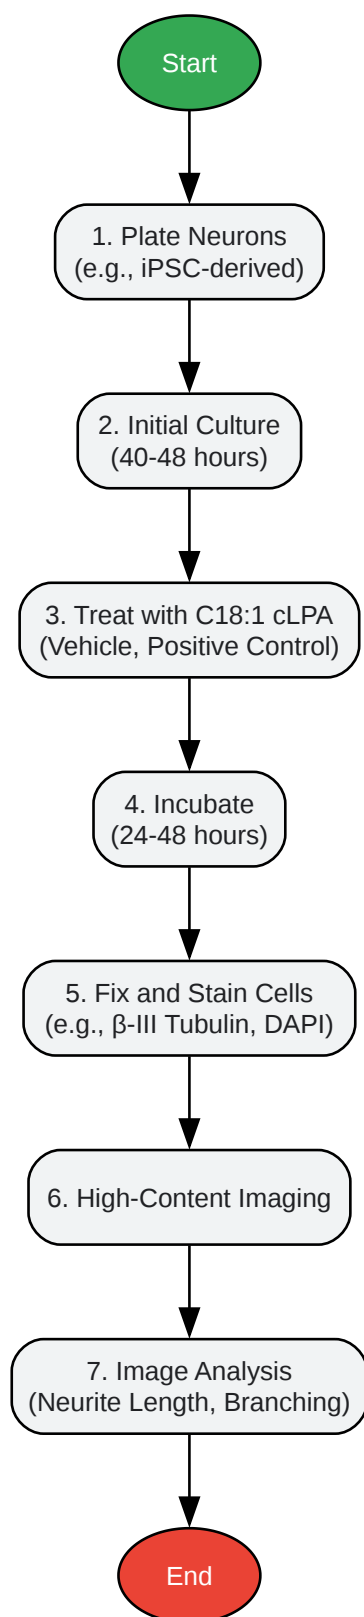 Start
1. Plate Neurons
(e.g., iPSC-derived)
2. Initial Culture
(40-48 hours)
3. Treat with C18:1 cLPA
(Vehicle, Positive Control)
4. Incubate
(24-48 hours)
5. Fix and Stain Cells
(e.g., β-III Tubulin, DAPI)
6. High-Content Imaging
7. Image Analysis
(Neurite Length, Branching)
End